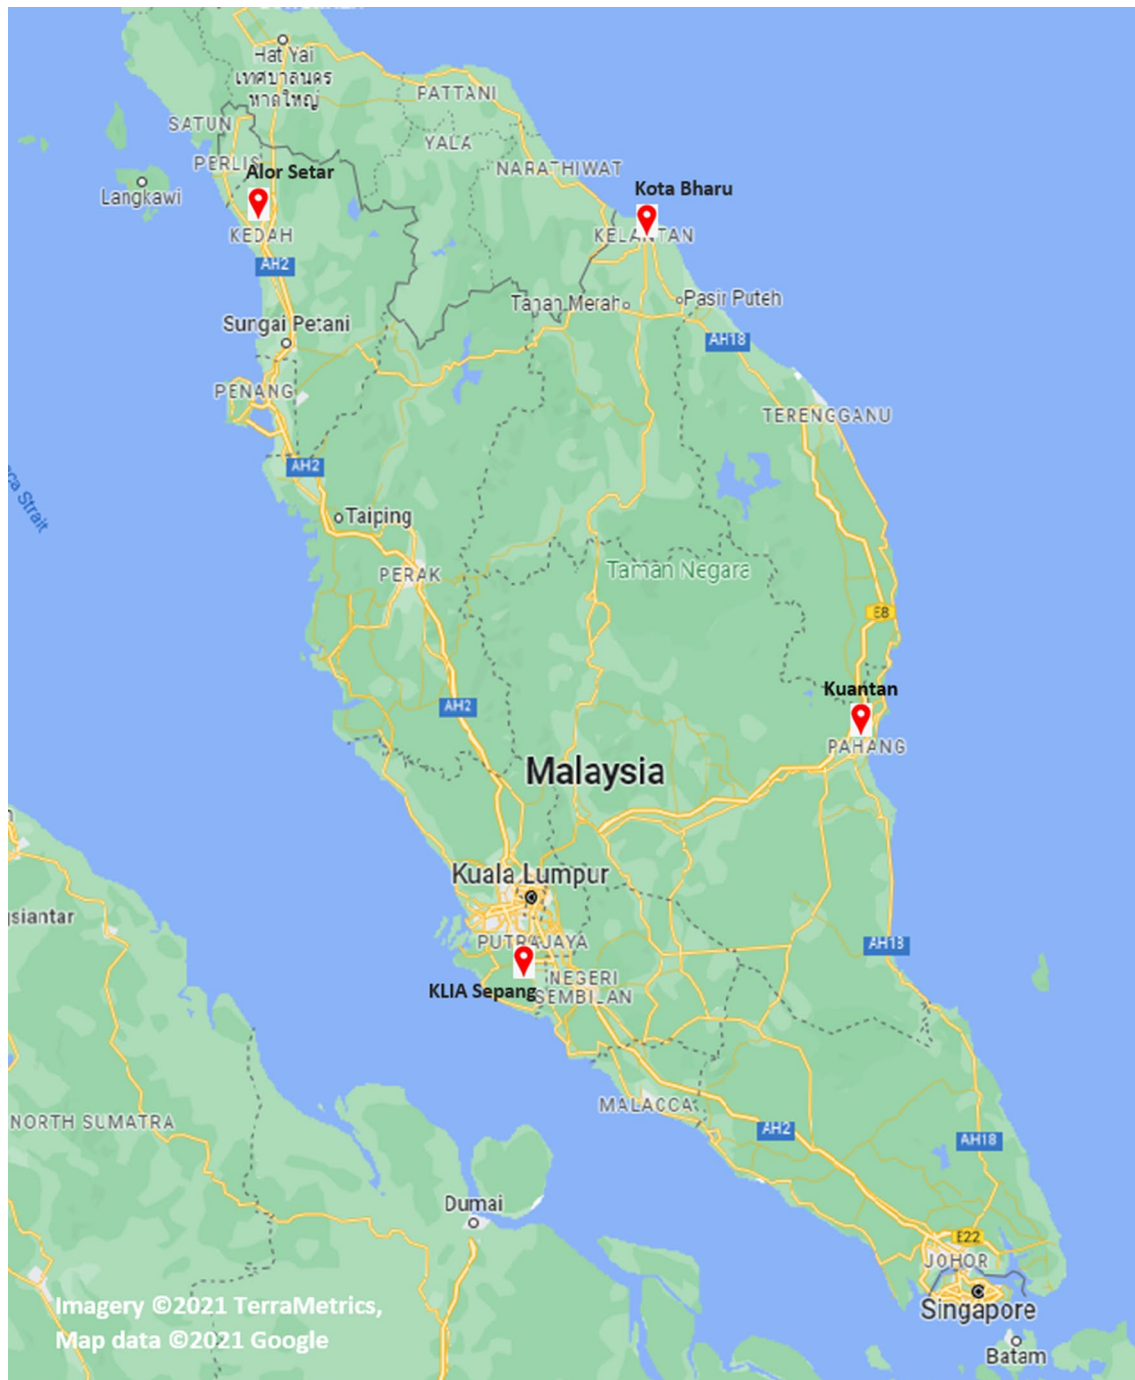 Hat Yai
เทศบาลนคร
หาดใหญ่
PATTANI
SATUN
YALA
PERLIS
Alor Setar
NARATHIWAT
Langkawi
Kota Bharu
KEDAH
KELANTAN
AH2
Tanah Merah
Pasir Puteh
Sungai Petani
AH18
PENANG
TERENGGANU
AH2
ca Strait
Taiping
Taman Negara
PERAK
E8
Kuantan
AH2
PAHANG
Malaysia
Kuala Lumpur
gsiantar
PUTRAJAYA
AH18
NEGERI
SEMBILAN
KLIA Sepang
MALACCA
NORTH SUMATRA
AH2
AH18
Dumai
E22
JOHOR
Singapore
Imagery ©2021 TerraMetrics,
Map data ©2021 Google
Batam